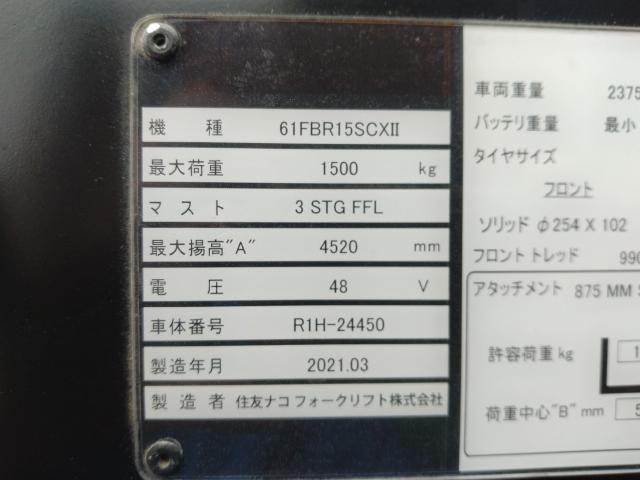 機 種 61FBR15SCXⅡ
最大荷重 1500 kg
マ ス ト 3 STG FFL
最大揚高"A" 4520 mm
電 圧 48 V
車体番号 R1H-24450
製造年月 2021.03
製 造 者 住友ナコ フォークリフト株式会社
車両重量 2375
バッテリ重量 最小
タイヤサイズ
フロント
ソリッド φ254 X 102
フロント トレッド 990
アタッチメント 875 MM
許容荷重 kg 1
荷重中心"B" mm 5